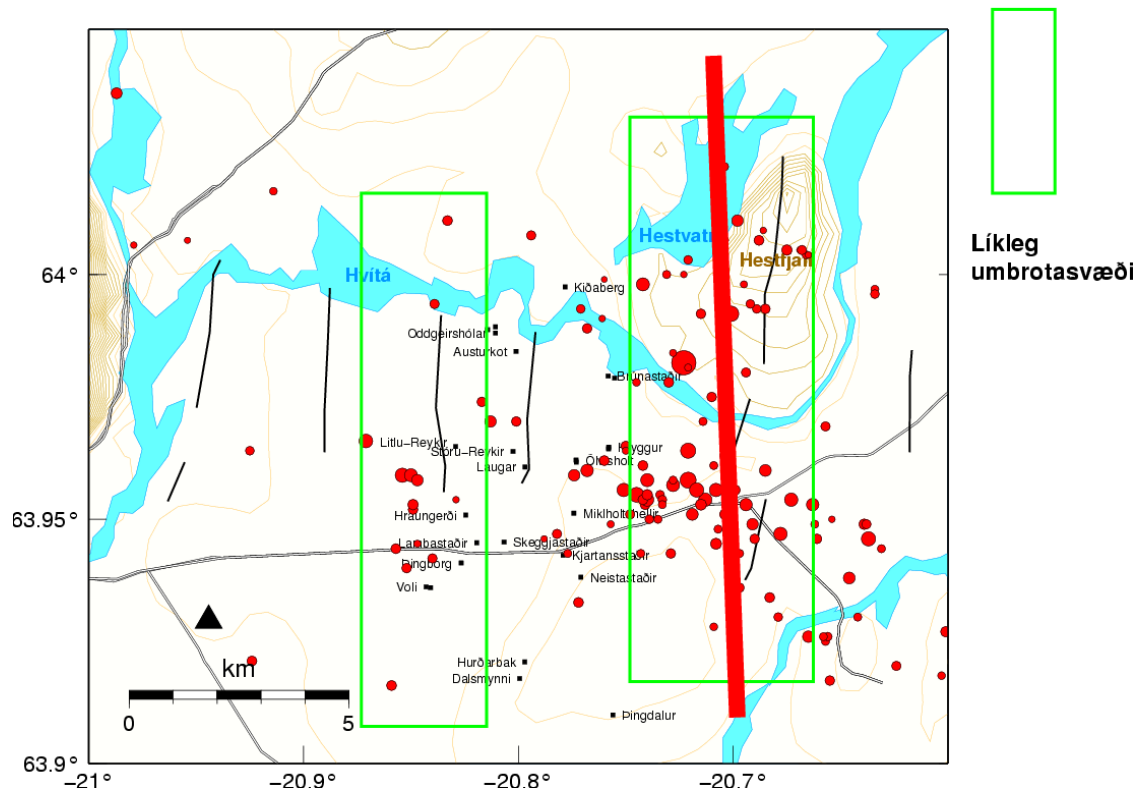 Líkleg
umbrotasvæði
Hestvatn
Hestfjall
Hvítá
Kiðaberg
Oddgeirshólar
Austurkot
Brúnastaðir
Litlu-Reykir
Stóru-Reykir
Laugar
Hraungerði
Miklholtshellir
Lambastaðir
Skeggjastaðir
Kjartansstaðir
Þingborg
Voli
Neistastaðir
Hurðarbak
Dalsmynni
Þingdalur
km
0
5
64°
63.95°
63.9°
-21°
-20.9°
-20.8°
-20.7°